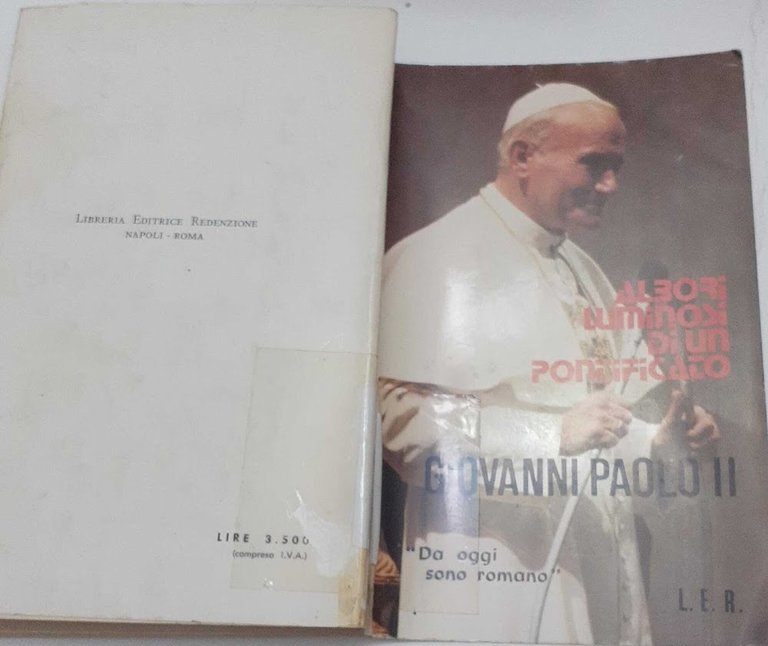 LIBRERIA EDITRICE REDENZIONE
NAPOLI - ROMA
LIRE 3.500
(compreso I.V.A.)
ALBORI
LUMINOSI
DI UN
PONTIFICATO
GIOVANNI PAOLO II
"Da oggi
sono romano"
L. E. R.